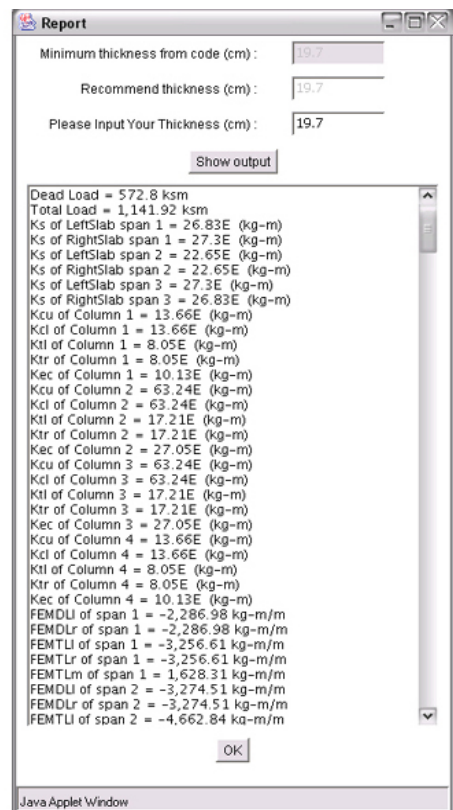 Report
Minimum thickness from code (cm) : 19.7
Recommend thickness (cm) : 19.7
Please Input Your Thickness (cm) : 19.7
Show output
Dead Load = 572.8 ksm
Total Load = 1,141.92 ksm
Ks of LeftSlab span 1 = 26.83E (kg-m)
Ks of RightSlab span 1 = 27.3E (kg-m)
Ks of LeftSlab span 2 = 22.65E (kg-m)
Ks of RightSlab span 2 = 22.65E (kg-m)
Ks of LeftSlab span 3 = 27.3E (kg-m)
Ks of RightSlab span 3 = 26.83E (kg-m)
Kcu of Column 1 = 13.66E (kg-m)
Kcl of Column 1 = 13.66E (kg-m)
Ktl of Column 1 = 8.05E (kg-m)
Ktr of Column 1 = 8.05E (kg-m)
Kec of Column 1 = 10.13E (kg-m)
Kcu of Column 2 = 63.24E (kg-m)
Kcl of Column 2 = 63.24E (kg-m)
Ktl of Column 2 = 17.21E (kg-m)
Ktr of Column 2 = 17.21E (kg-m)
Kec of Column 2 = 27.05E (kg-m)
Kcu of Column 3 = 63.24E (kg-m)
Kcl of Column 3 = 63.24E (kg-m)
Ktl of Column 3 = 17.21E (kg-m)
Ktr of Column 3 = 17.21E (kg-m)
Kec of Column 3 = 27.05E (kg-m)
Kcu of Column 4 = 13.66E (kg-m)
Kcl of Column 4 = 13.66E (kg-m)
Ktl of Column 4 = 8.05E (kg-m)
Ktr of Column 4 = 8.05E (kg-m)
Kec of Column 4 = 10.13E (kg-m)
FEMDLl of span 1 = -2,286.98 kg-m/m
FEMDLr of span 1 = -2,286.98 kg-m/m
FEMTLl of span 1 = -3,256.61 kg-m/m
FEMTLr of span 1 = -3,256.61 kg-m/m
FEMTLm of span 1 = 1,628.31 kg-m/m
FEMDLl of span 2 = -3,274.51 kg-m/m
FEMDLr of span 2 = -3,274.51 kg-m/m
FEMTLl of span 2 = -4,662.84 kg-m/m
OK
Java Applet Window